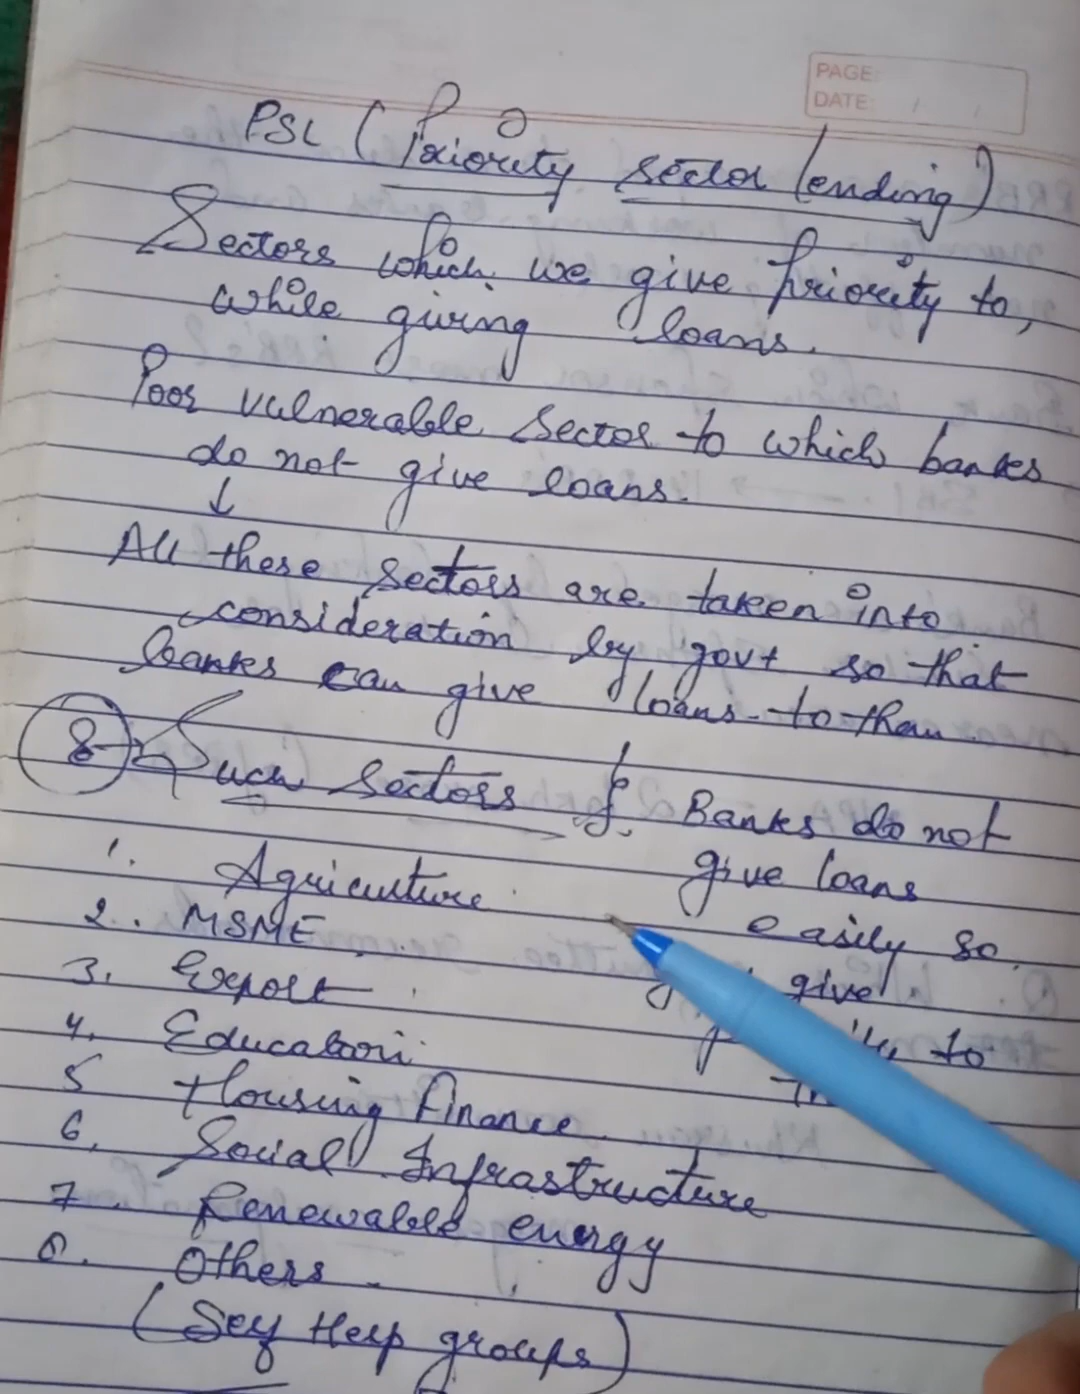 PAGE:
DATE: / /
PSL (Priority sector lending)
Sectors which we give priority to,
while giving loans.
Poor vulnerable sector to which banks
do not give loans.
↓
All these sectors are taken into
consideration by govt so that
banks can give loans to them
8 → Such sectors
1. Agriculture
2. MSME
3. Export
4. Education
5 Housing finance
6. Social Infrastructure
7. Renewable energy
8. Others
(Self Help groups)
Banks do not
give loans
easily so
give
to